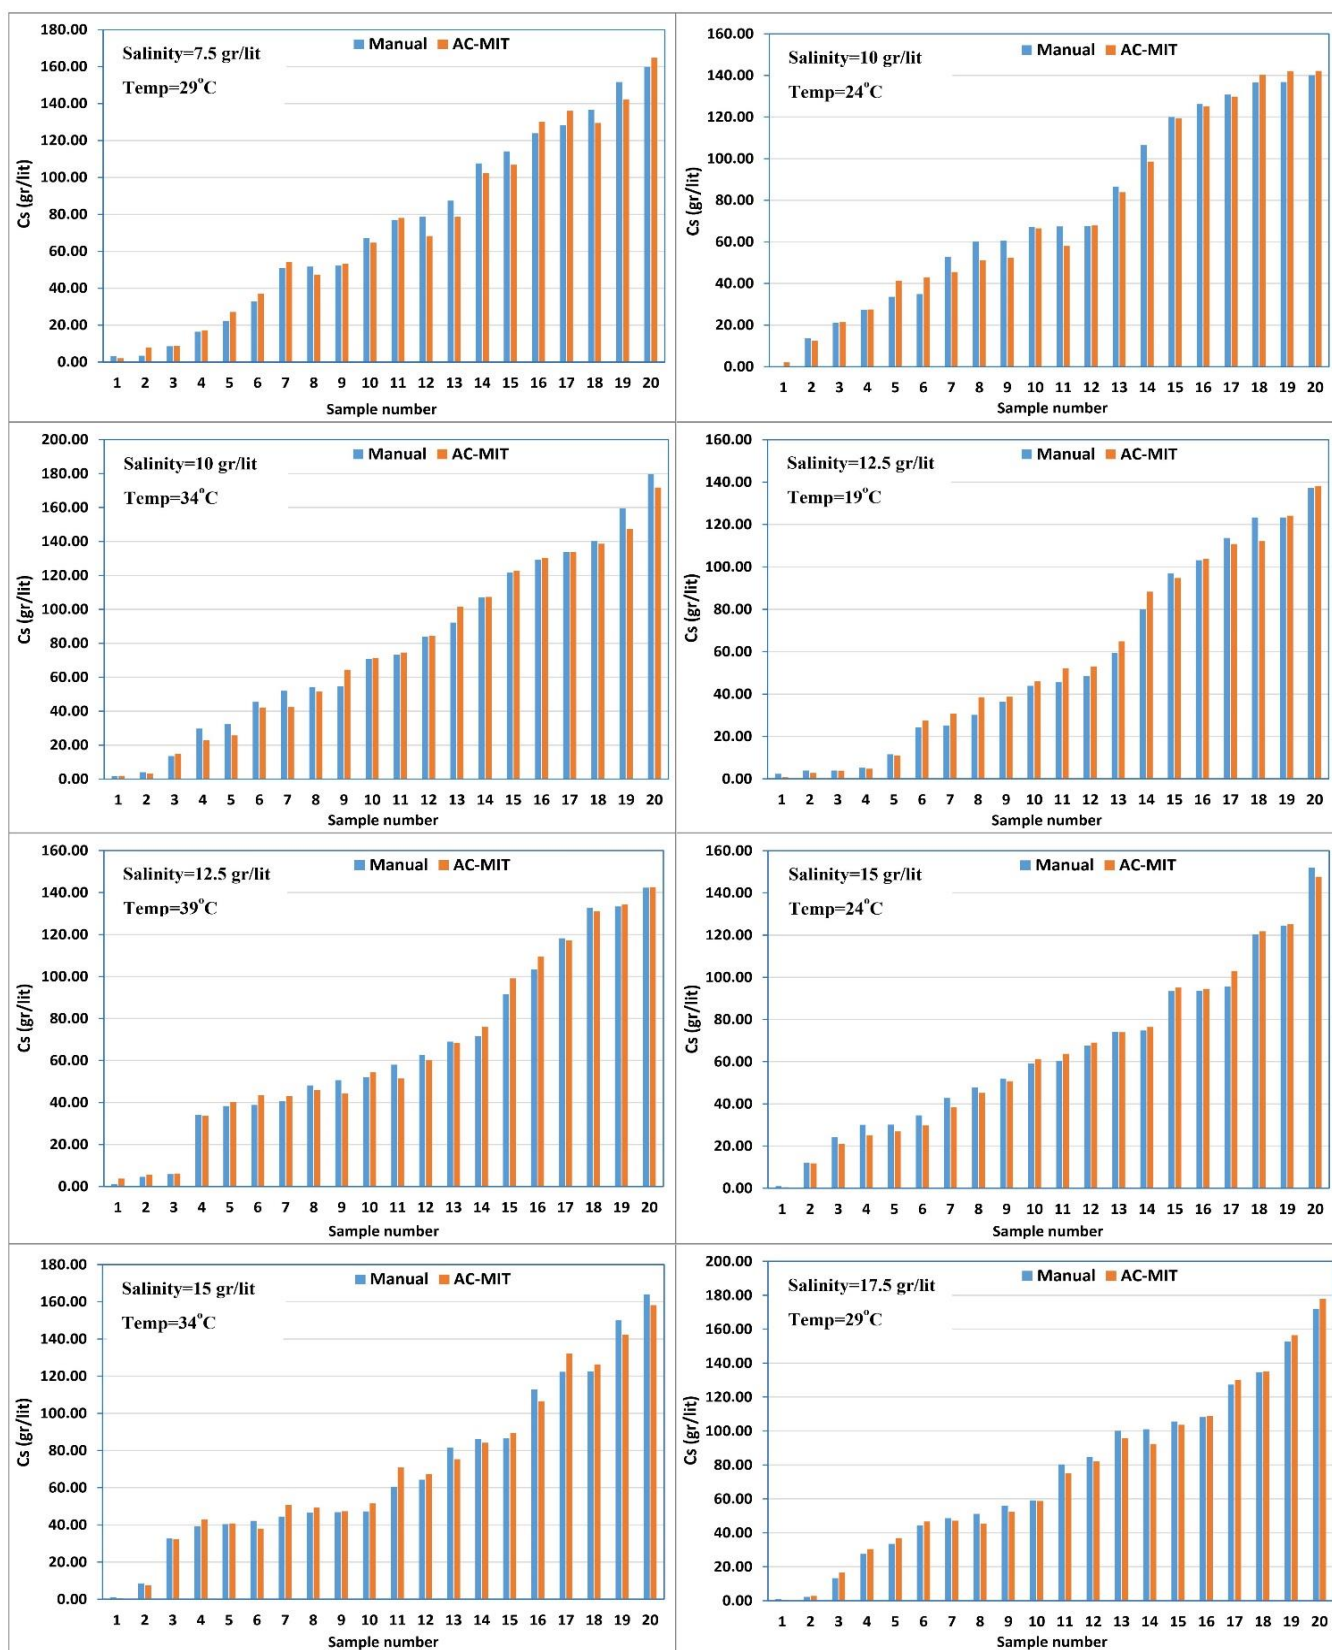 180.00
160.00
140.00
120.00
100.00
80.00
60.00
40.00
20.00
0.00
Cs (gr/lit)
Salinity=7.5 gr/lit
Temp=29°C
Manual AC-MIT
1 2 3 4 5 6 7 8 9 10 11 12 13 14 15 16 17 18 19 20
Sample number
160.00
140.00
120.00
100.00
80.00
60.00
40.00
20.00
0.00
Cs (gr/lit)
Salinity=10 gr/lit
Temp=24°C
Manual AC-MIT
1 2 3 4 5 6 7 8 9 10 11 12 13 14 15 16 17 18 19 20
Sample number
200.00
180.00
160.00
140.00
120.00
100.00
80.00
60.00
40.00
20.00
0.00
Cs (gr/lit)
Salinity=10 gr/lit
Temp=34°C
Manual AC-MIT
1 2 3 4 5 6 7 8 9 10 11 12 13 14 15 16 17 18 19 20
Sample number
160.00
140.00
120.00
100.00
80.00
60.00
40.00
20.00
0.00
Cs (gr/lit)
Salinity=12.5 gr/lit
Temp=19°C
Manual AC-MIT
1 2 3 4 5 6 7 8 9 10 11 12 13 14 15 16 17 18 19 20
Sample number
160.00
140.00
120.00
100.00
80.00
60.00
40.00
20.00
0.00
Cs (gr/lit)
Salinity=12.5 gr/lit
Temp=39°C
Manual AC-MIT
1 2 3 4 5 6 7 8 9 10 11 12 13 14 15 16 17 18 19 20
Sample number
160.00
140.00
120.00
100.00
80.00
60.00
40.00
20.00
0.00
Cs (gr/lit)
Salinity=15 gr/lit
Temp=24°C
Manual AC-MIT
1 2 3 4 5 6 7 8 9 10 11 12 13 14 15 16 17 18 19 20
Sample number
180.00
160.00
140.00
120.00
100.00
80.00
60.00
40.00
20.00
0.00
Cs (gr/lit)
Salinity=15 gr/lit
Temp=34°C
Manual AC-MIT
1 2 3 4 5 6 7 8 9 10 11 12 13 14 15 16 17 18 19 20
Sample number
200.00
180.00
160.00
140.00
120.00
100.00
80.00
60.00
40.00
20.00
0.00
Cs (gr/lit)
Salinity=17.5 gr/lit
Temp=29°C
Manual AC-MIT
1 2 3 4 5 6 7 8 9 10 11 12 13 14 15 16 17 18 19 20
Sample number